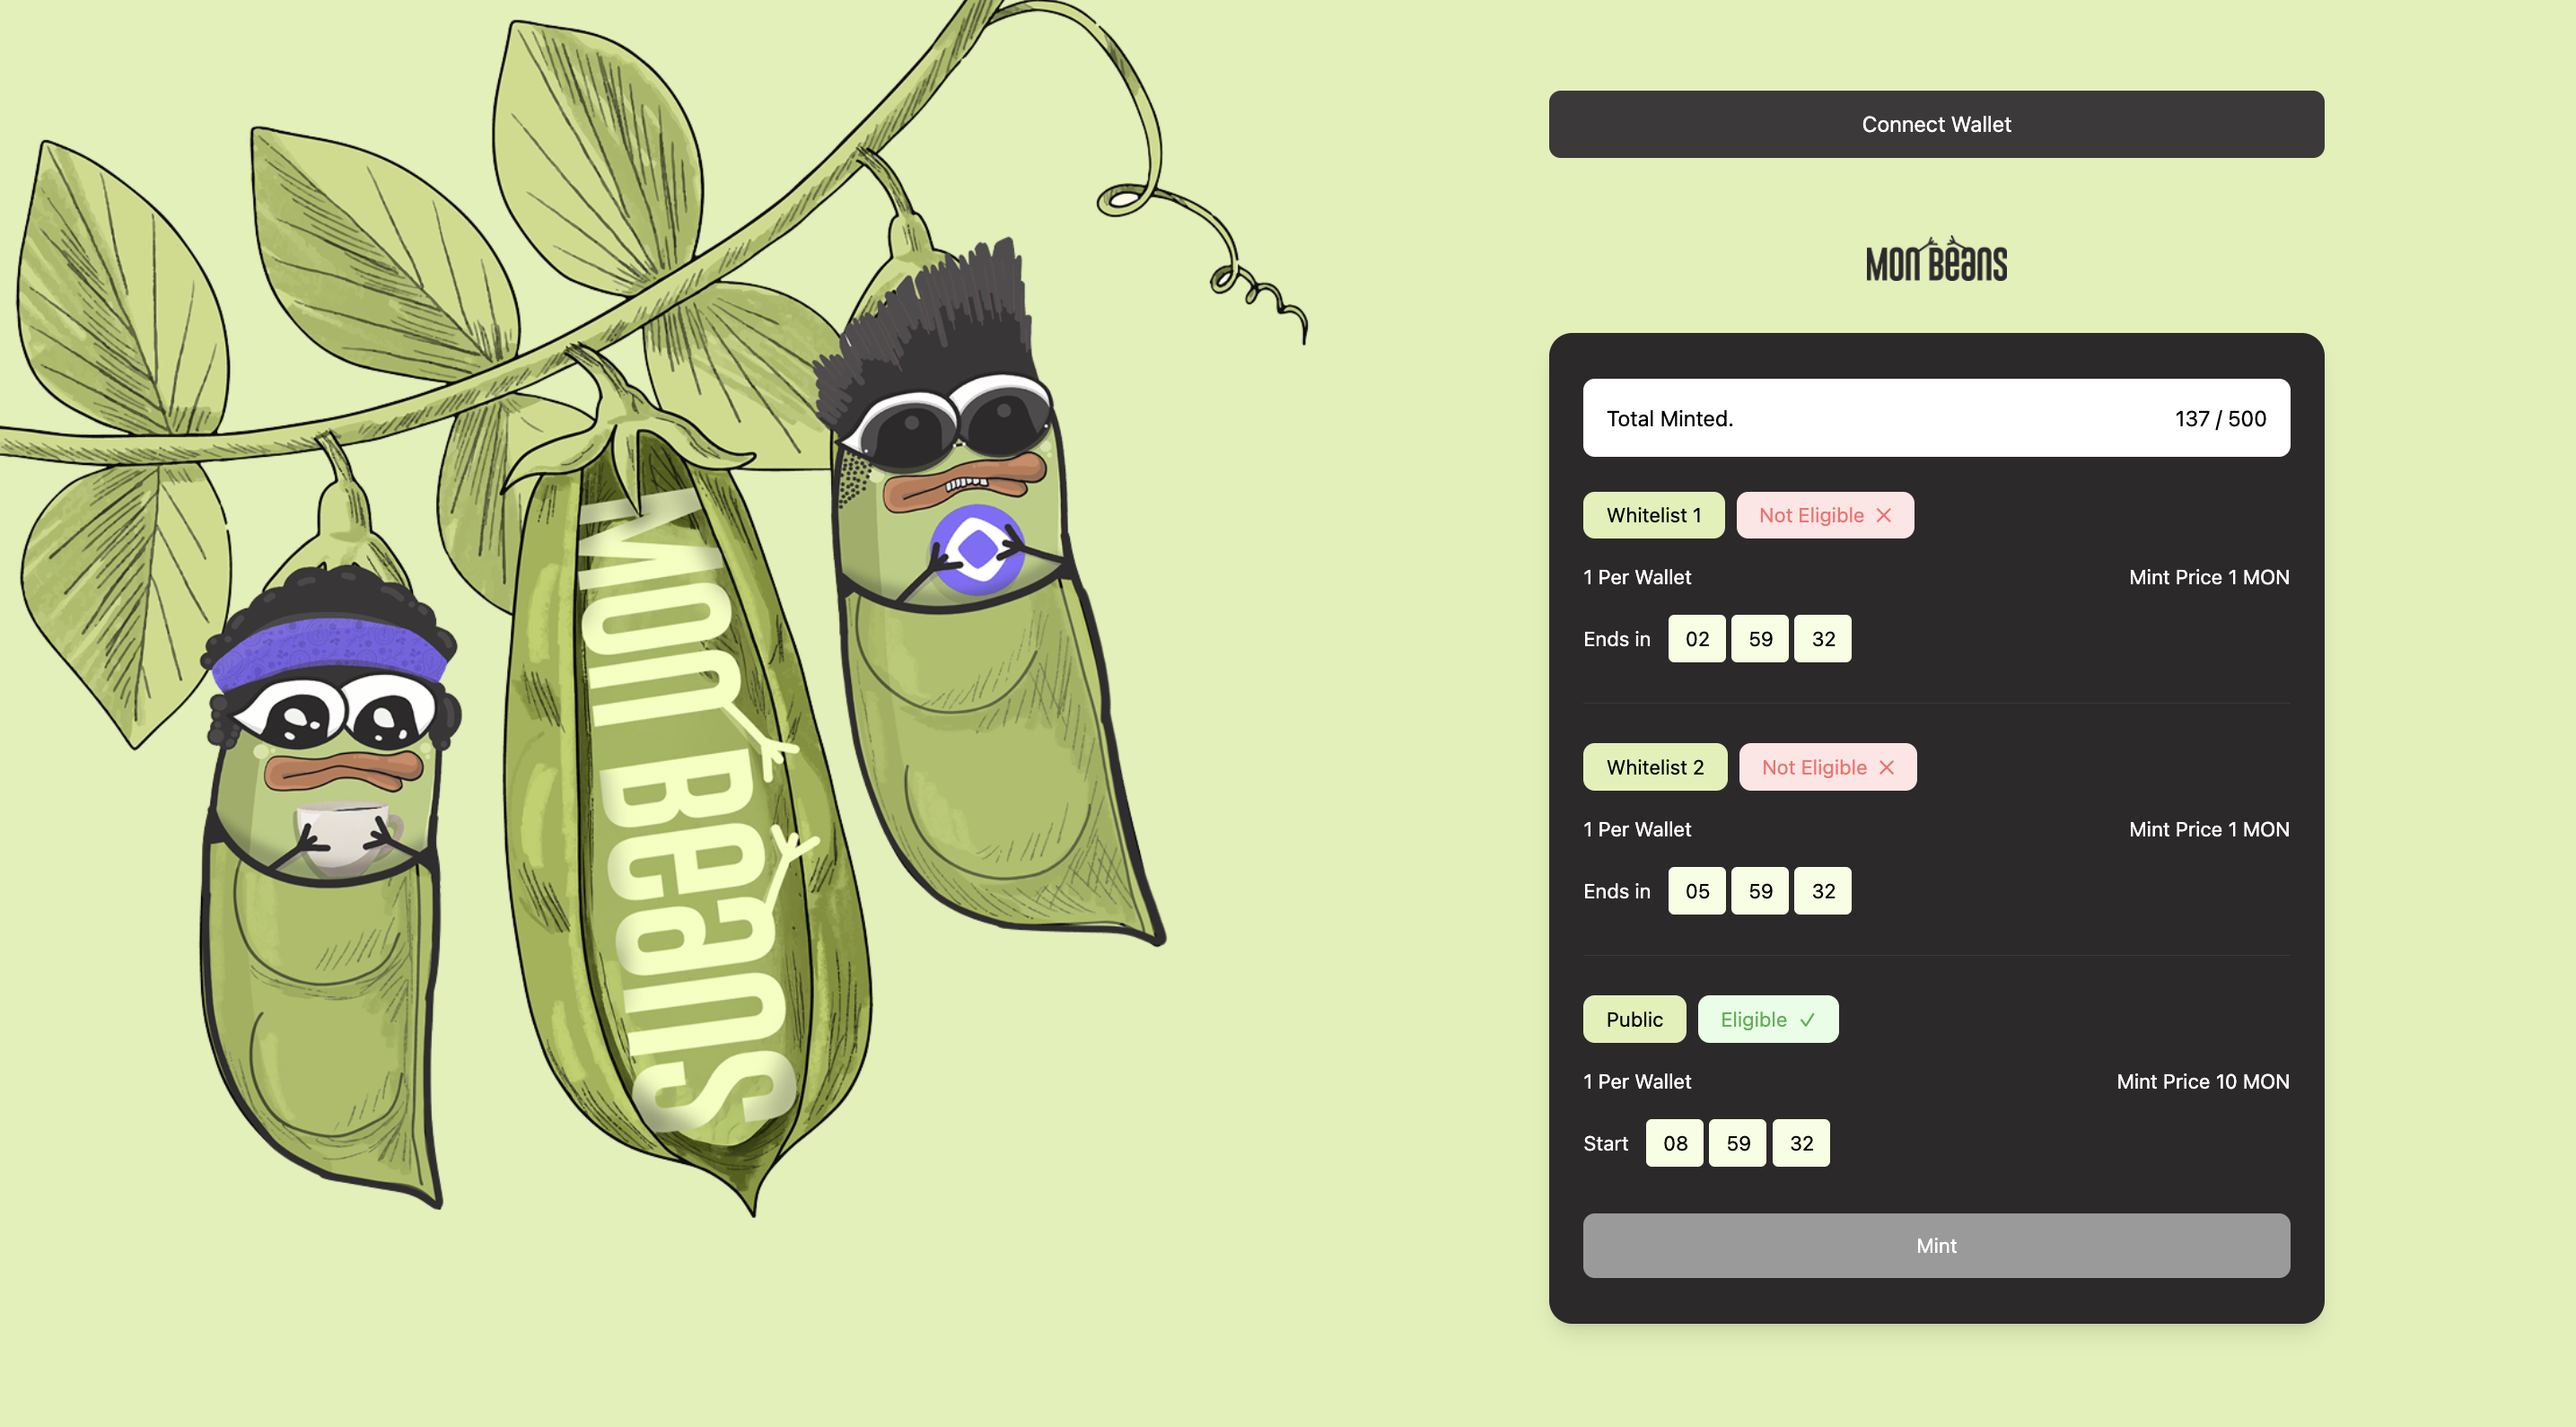 Mon Beans
Connect Wallet
MON BEANS
Total Minted. 137 / 500
Whitelist 1 Not Eligible
1 Per Wallet Mint Price 1 MON
Ends in 02 59 32
Whitelist 2 Not Eligible
1 Per Wallet Mint Price 1 MON
Ends in 05 59 32
Public Eligible
1 Per Wallet Mint Price 10 MON
Start 08 59 32
Mint